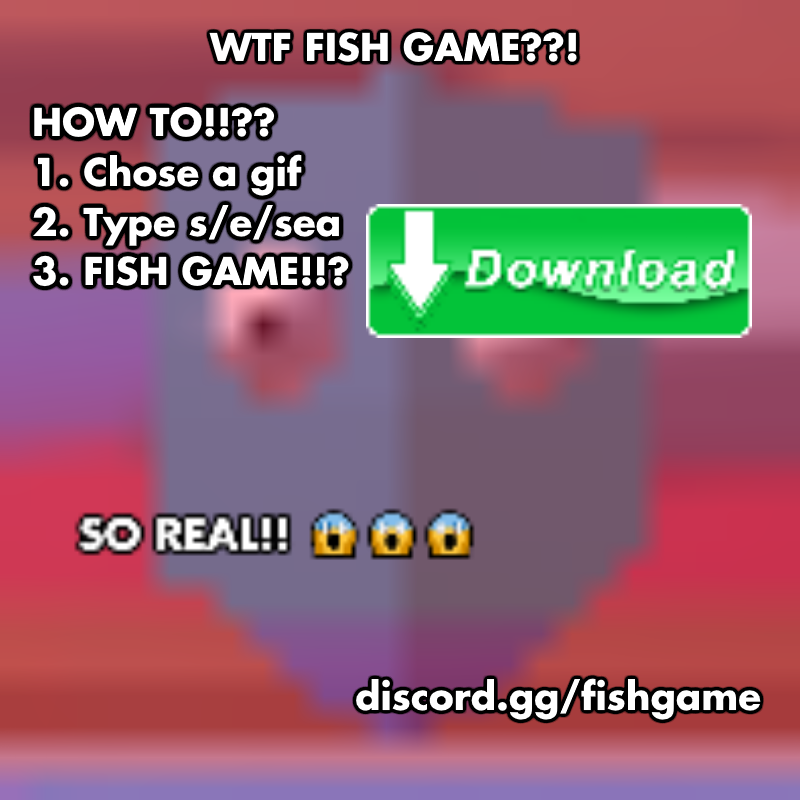 WTF FISH GAME??!
HOW TO!!??
1. Chose a gif
2. Type s/e/sea
3. FISH GAME!!?
Download
SO REAL!! 😱😱😱
discord.gg/fishgame